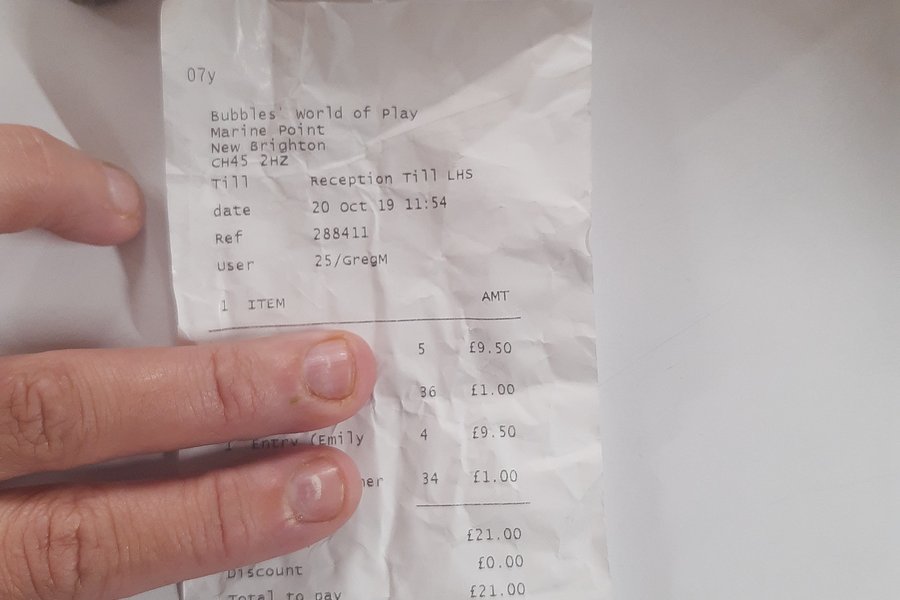 07y
Bubbles' World of Play
Marine Point
New Brighton
CH45 2HZ
Till Reception Till LHS
date 20 Oct 19 11:54
Ref 288411
User 25/GregM
1 ITEM AMT
5 £9.50
36 £1.00
1 Entry (Emily 4 £9.50
34 £1.00
£21.00
Discount £0.00
Total to pay £21.00